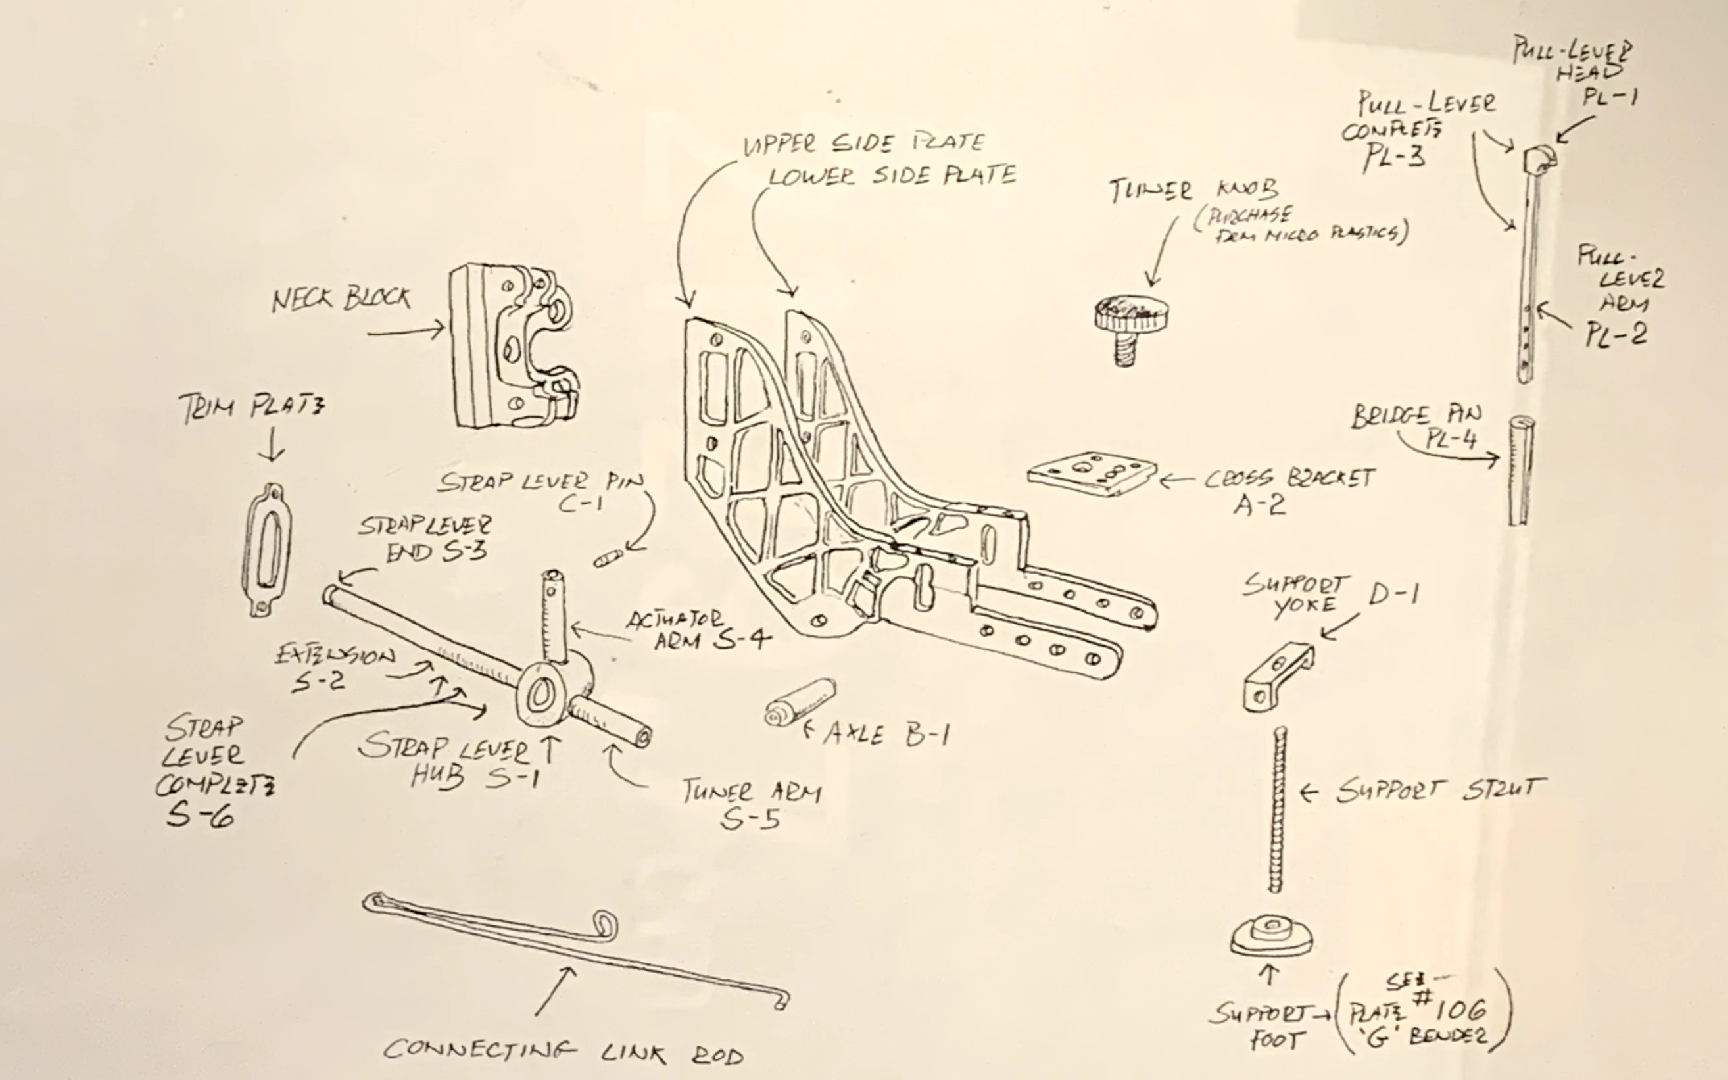 PULL-LEVER
HEAD
PL-1
PULL-LEVER
COMPLETE
PL-3
UPPER SIDE PLATE
LOWER SIDE PLATE
TUNER KNOB
(PURCHASE
FROM MICRO PLASTICS)
PULL-
LEVER
ARM
PL-2
NECK BLOCK
TRIM PLATE
BRIDGE PIN
PL-4
STRAP LEVER PIN
C-1
CROSS BRACKET
A-2
STRAP LEVER
END S-3
SUPPORT
YOKE D-1
ACTUATOR
ARM S-4
EXTENSION
S-2
STRAP
LEVER
COMPLETE
S-6
STRAP LEVER
HUB S-1
AXLE B-1
TUNER ARM
S-5
SUPPORT STRUT
SUPPORT
FOOT
(SEE
PLATE #106
'G' BENDER)
CONNECTING LINK ROD